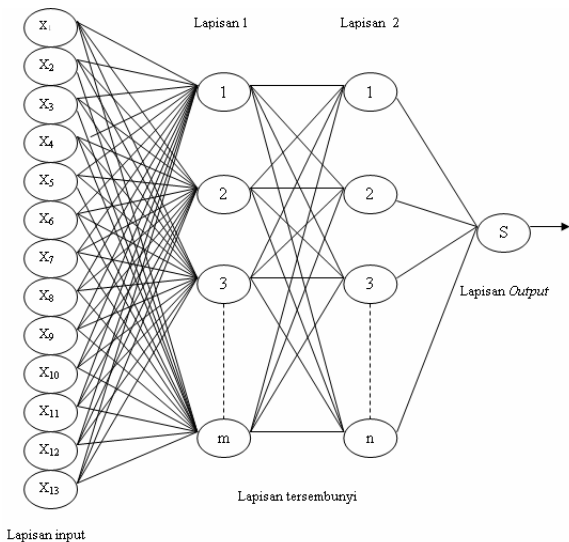 Lapisan 1
Lapisan 2
X1
X2
X3
X4
X5
X6
X7
X8
X9
X10
X11
X12
X13
1
2
3
m
1
2
3
n
S
Lapisan Output
Lapisan tersembunyi
Lapisan input